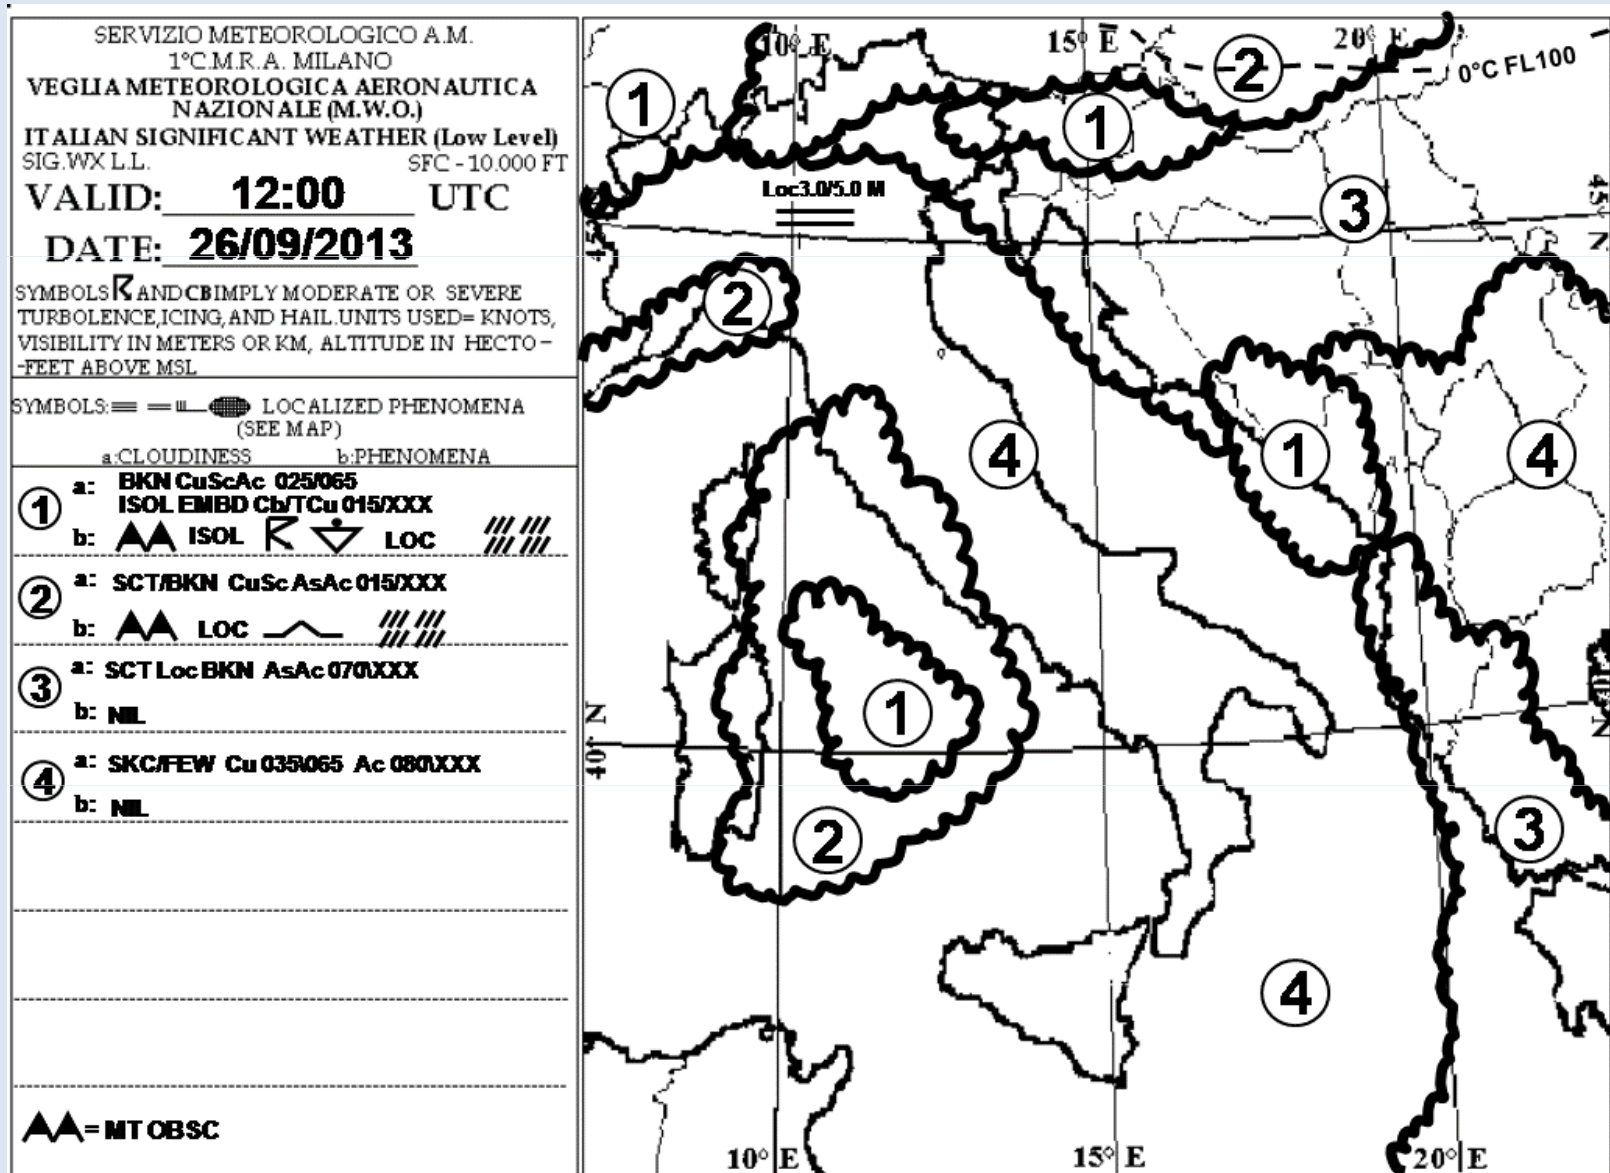 SERVIZIO METEOROLOGICO A.M.
1°C.M.R.A. MILANO
VEGLIA METEOROLOGICA AERONAUTICA
NAZIONALE (M.W.O.)
ITALIAN SIGNIFICANT WEATHER (Low Level)
SIG.WX L.L. SFC - 10.000 FT
VALID: 12:00 UTC
DATE: 26/09/2013
SYMBOLS AND CB IMPLY MODERATE OR SEVERE
TURBOLENCE,ICING, AND HAIL.UNITS USED= KNOTS,
VISIBILITY IN METERS OR KM, ALTITUDE IN HECTO-
-FEET ABOVE MSL
SYMBOLS: LOCALIZED PHENOMENA
(SEE MAP)
a:CLOUDINESS b:PHENOMENA
1 a: BKN CuScAc 025/065
ISOL EMBD Cb/TCu 015/XXX
b: ISOL LOC
2 a: SCT/BKN CuScAsAc 015/XXX
b: LOC
3 a: SCT Loc BKN AsAc 070\XXX
b: NIL
4 a: SKC/FEW Cu 035\065 Ac 080\XXX
b: NIL
= MT OBSC
10° E 15° E 20° E
0°C FL100
1
2
1
Loc3.0/5.0 M
3
45° N
45
2
4
1
4
1
40° N
N
2
3
4
10° E 15° E 20° E